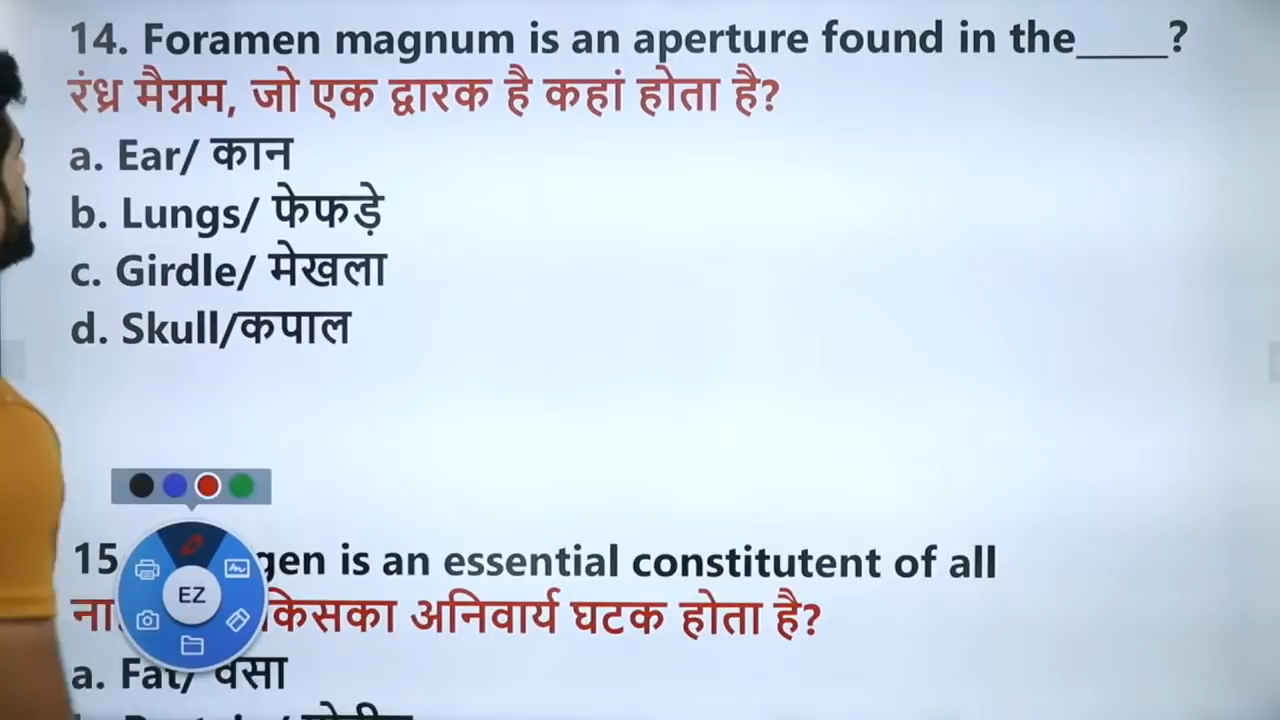 14. Foramen magnum is an aperture found in the_____?
रंध्र मैग्नम, जो एक द्वारक है कहां होता है?
a. Ear/ कान
b. Lungs/ फेफड़े
c. Girdle/ मेखला
d. Skull/कपाल
EZ
15 gen is an essential constitutent of all
किसका अनिवार्य घटक होता है?
a. Fat/ वसा